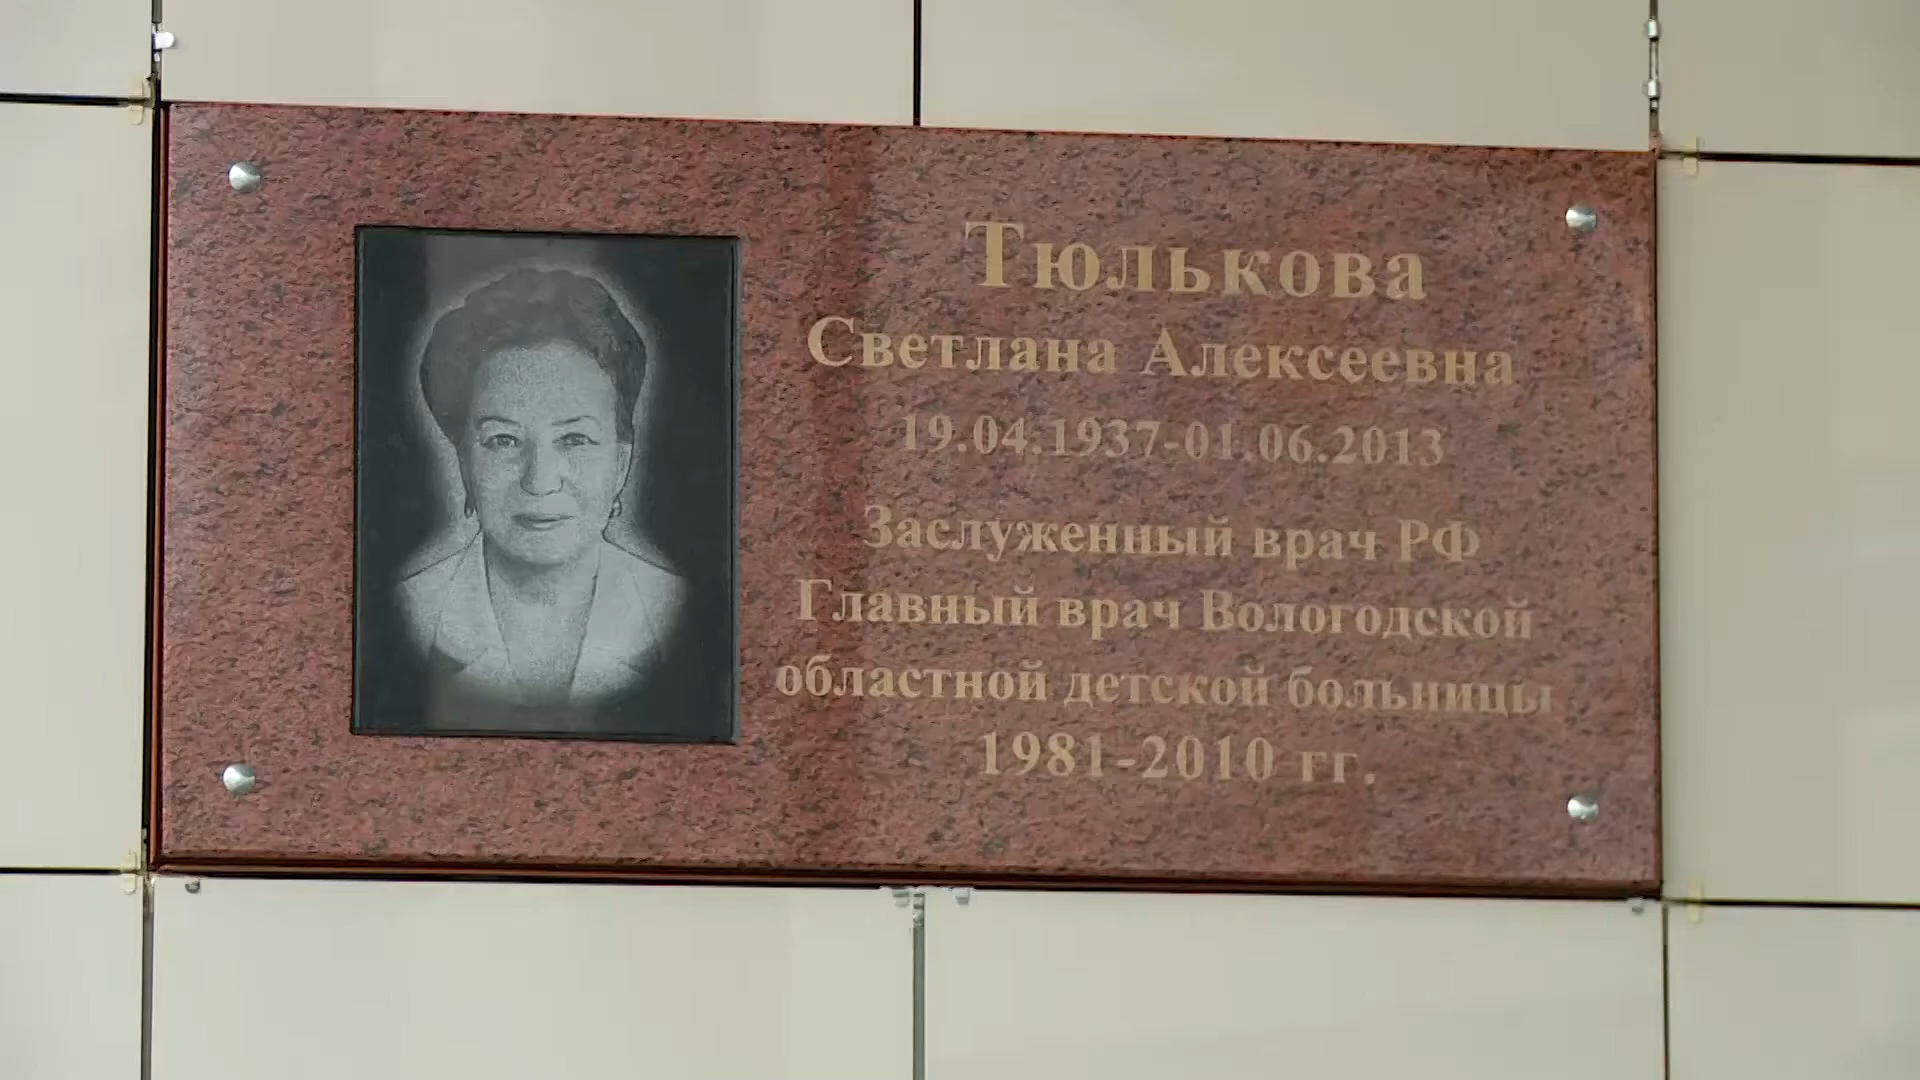 Тюлькова
Светлана Алексеевна
19.04.1937-01.06.2013
Заслуженный врач РФ
Главный врач Вологодской
областной детской больницы
1981-2010 гг.